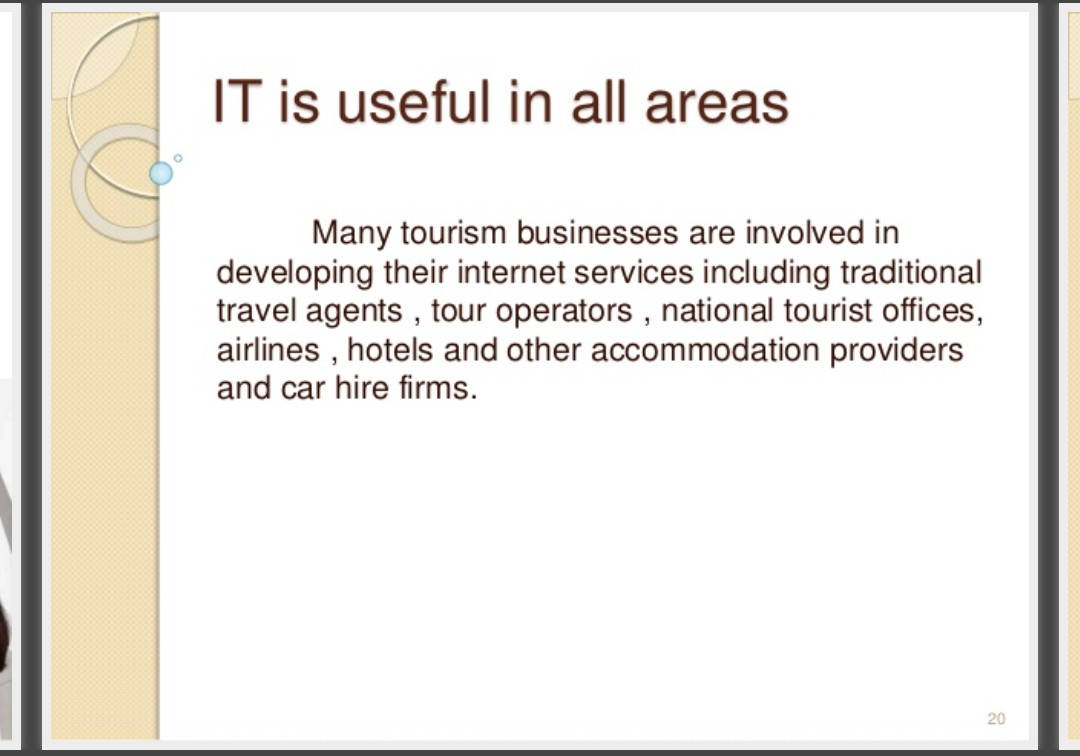 IT is useful in all areas
Many tourism businesses are involved in
developing their internet services including traditional
travel agents , tour operators , national tourist offices,
airlines , hotels and other accommodation providers
and car hire firms.
20